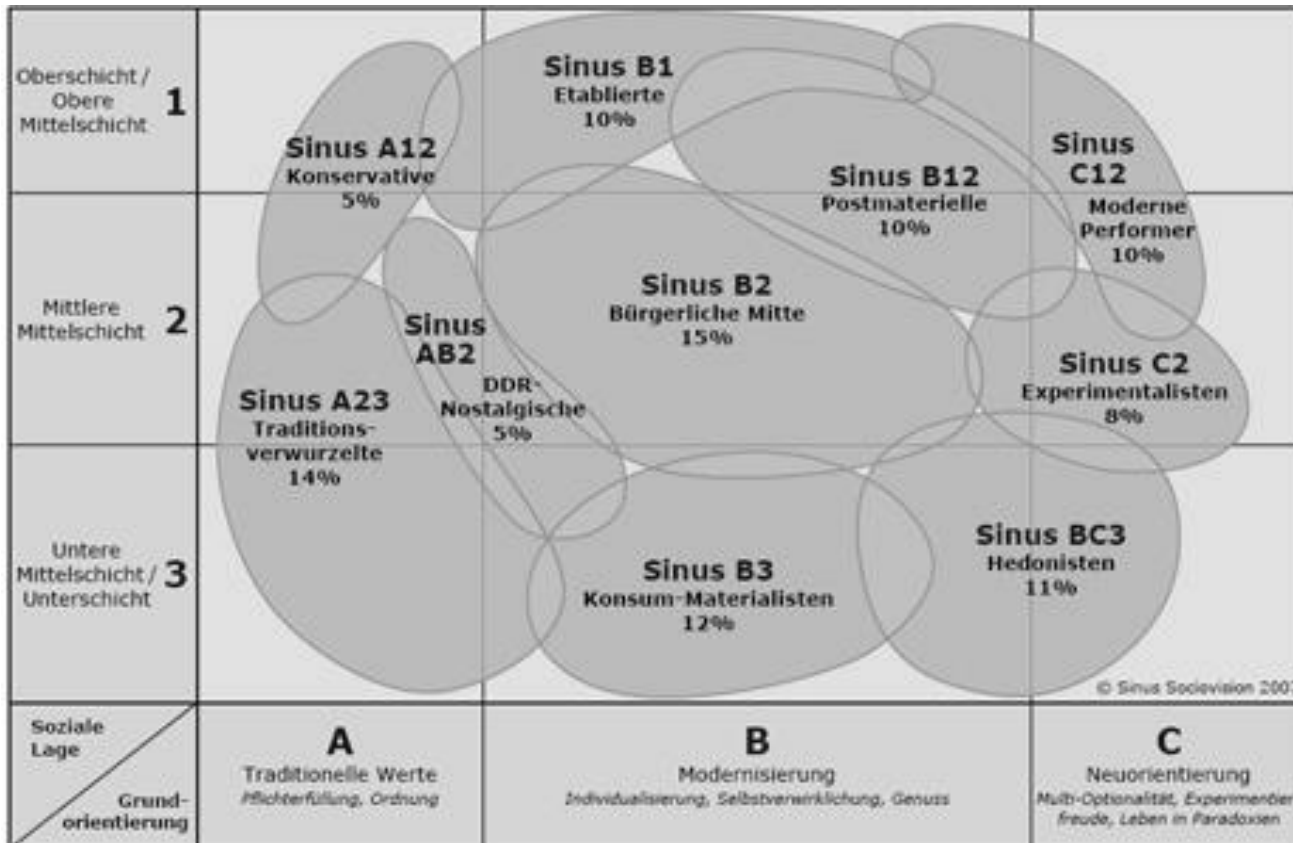 Oberschicht /
Obere
Mittelschicht
1
Sinus A12
Konservative
5%
Sinus B1
Etablierte
10%
Sinus B12
Postmaterielle
10%
Sinus
C12
Moderne
Performer
10%
Mittlere
Mittelschicht
2
Sinus
AB2
DDR-
Nostalgische
5%
Sinus B2
Bürgerliche Mitte
15%
Sinus C2
Experimentalisten
8%
Sinus A23
Traditions-
verwurzelte
14%
Untere
Mittelschicht /
Unterschicht
3
Sinus B3
Konsum-Materialisten
12%
Sinus BC3
Hedonisten
11%
© Sinus Sociovision 2007
Soziale
Lage
Grund-
orientierung
A
Traditionelle Werte
Pflichterfüllung, Ordnung
B
Modernisierung
Individualisierung, Selbstverwirklichung, Genuss
C
Neuorientierung
Multi-Optionalität, Experimentier
freude, Leben in Paradoxien